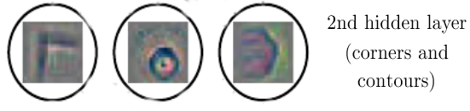 2nd hidden layer
(corners and
contours)